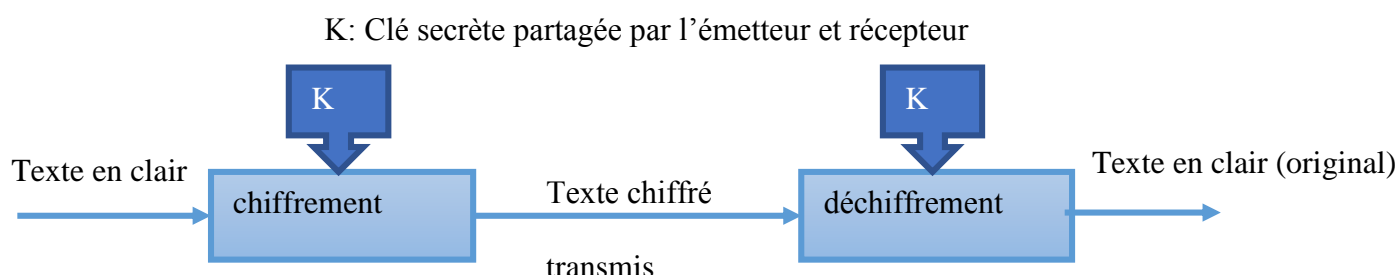 K: Clé secrète partagée par l’émetteur et récepteur
K
K
Texte en clair
chiffrement
Texte chiffré
transmis
déchiffrement
Texte en clair (original)